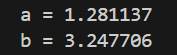 a = 1.281137
b = 3.247706